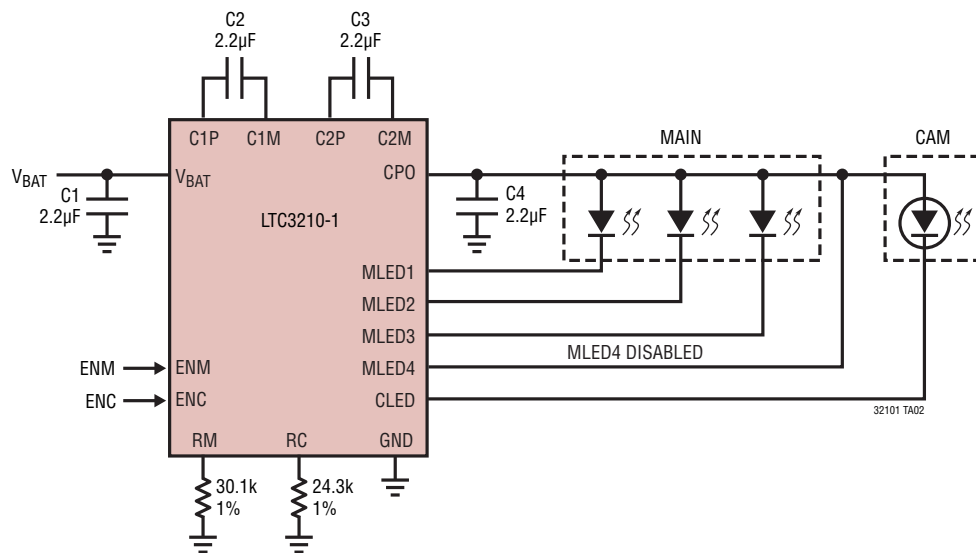 C2
2.2µF
C3
2.2µF
C1P
C1M
C2P
C2M
MAIN
CAM
VBAT
VBAT
CPO
C1
2.2µF
LTC3210-1
C4
2.2µF
MLED1
MLED2
MLED3
MLED4 DISABLED
ENM
ENM
MLED4
ENC
ENC
CLED
32101 TA02
RM
RC
GND
30.1k
1%
24.3k
1%